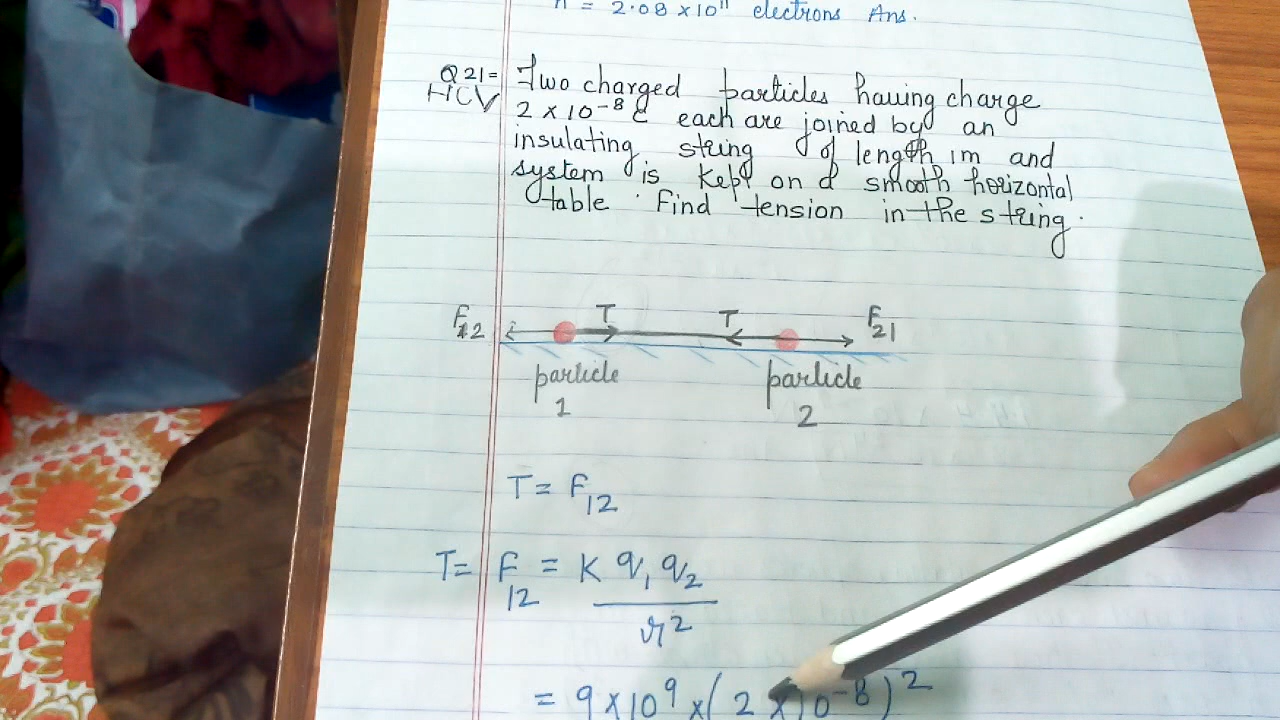 n = 2.08 × 10¹¹ electrons Ans.
Q21= Two charged particles having charge
HCV 2 × 10⁻⁸ C each are joined by an
insulating string of length 1m and
system is kept on a smooth horizontal
table. Find tension in the string.
F₁₂ T T F₂₁
particle 1 particle 2
T = F₁₂
T = F₁₂ = K q₁ q₂
r²
= 9 × 10⁹ × (2 × 10⁻⁸)²